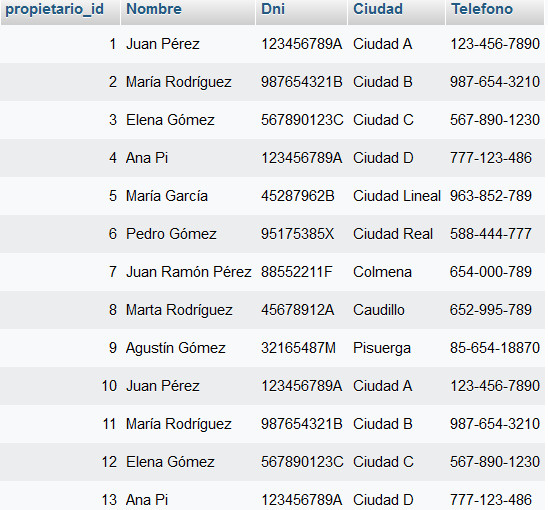 propietario_id Nombre Dni Ciudad Telefono
1 Juan Pérez 123456789A Ciudad A 123-456-7890
2 María Rodríguez 987654321B Ciudad B 987-654-3210
3 Elena Gómez 567890123C Ciudad C 567-890-1230
4 Ana Pi 123456789A Ciudad D 777-123-486
5 María García 45287962B Ciudad Lineal 963-852-789
6 Pedro Gómez 95175385X Ciudad Real 588-444-777
7 Juan Ramón Pérez 88552211F Colmena 654-000-789
8 Marta Rodríguez 45678912A Caudillo 652-995-789
9 Agustín Gómez 32165487M Pisuerga 85-654-18870
10 Juan Pérez 123456789A Ciudad A 123-456-7890
11 María Rodríguez 987654321B Ciudad B 987-654-3210
12 Elena Gómez 567890123C Ciudad C 567-890-1230
13 Ana Pi 123456789A Ciudad D 777-123-486